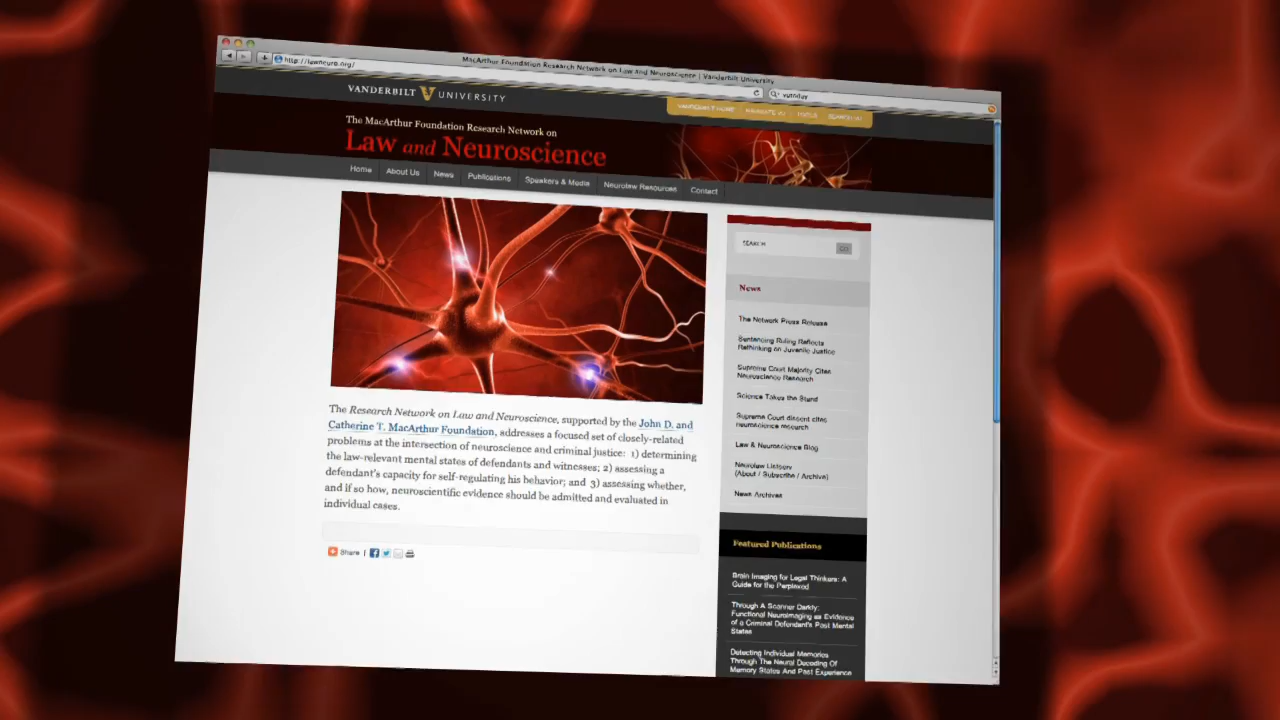 MacArthur Foundation Research Network on Law and Neuroscience | Vanderbilt University
http://lawneuro.org/
VANDERBILT V UNIVERSITY
VANDERBILT HOME
The MacArthur Foundation Research Network on
Law and Neuroscience
Home About Us News Publications Speakers & Media Neurolaw Resources Contact
The Research Network on Law and Neuroscience, supported by the John D. and
Catherine T. MacArthur Foundation, addresses a focused set of closely-related
problems at the intersection of neuroscience and criminal justice: 1) determining
the law-relevant mental states of defendants and witnesses; 2) assessing a
defendant's capacity for self-regulating his behavior; and 3) assessing whether,
and if so how, neuroscientific evidence should be admitted and evaluated in
individual cases.
Share |
SEARCH GO
News
The Network Press Release
Sentencing Ruling Reflects
Rethinking on Juvenile Justice
Supreme Court Majority Cites
Neuroscience Research
Science Takes the Stand
Supreme Court dissent cites
neuroscience research
Law & Neuroscience Blog
Neurolaw Listserv
(About / Subscribe / Archive)
News Archives
Featured Publications
Brain Imaging for Legal Thinkers: A
Guide for the Perplexed
Through A Scanner Darkly:
Functional Neuroimaging as Evidence
of a Criminal Defendant's Past Mental
States
Detecting Individual Memories
Through The Neural Decoding Of
Memory States And Past Experience